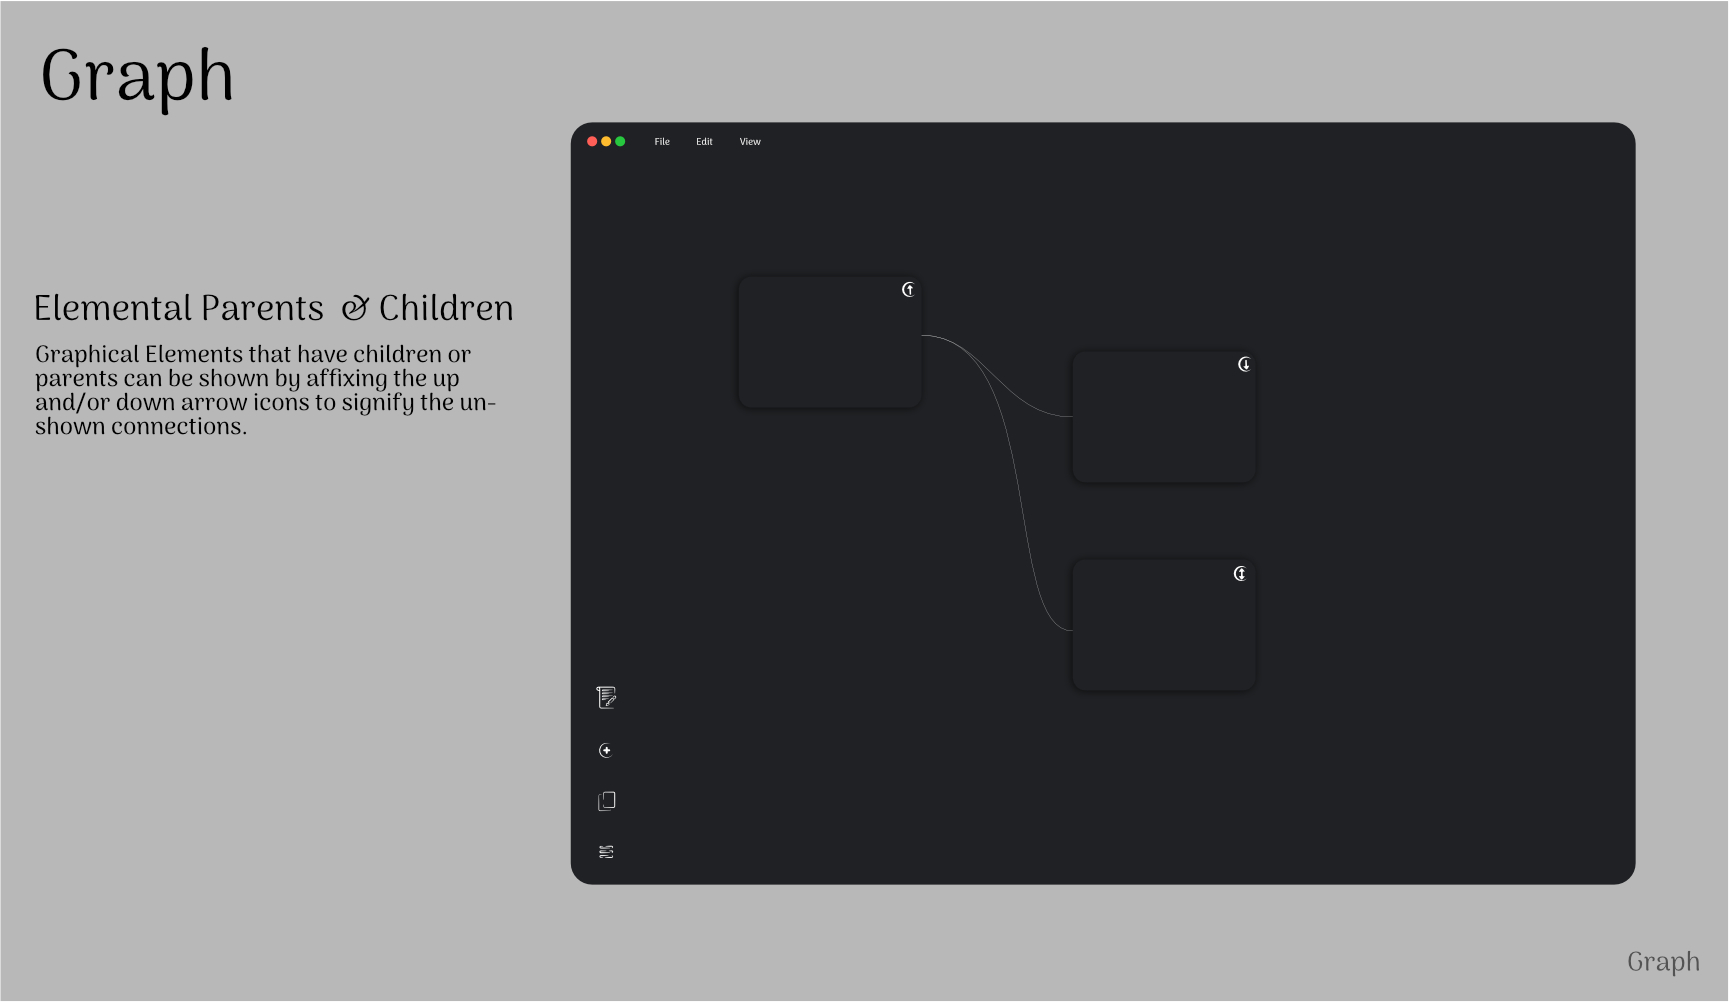 Graph
File Edit View
Elemental Parents & Children
Graphical Elements that have children or
parents can be shown by affixing the up
and/or down arrow icons to signify the un-
shown connections.
Graph